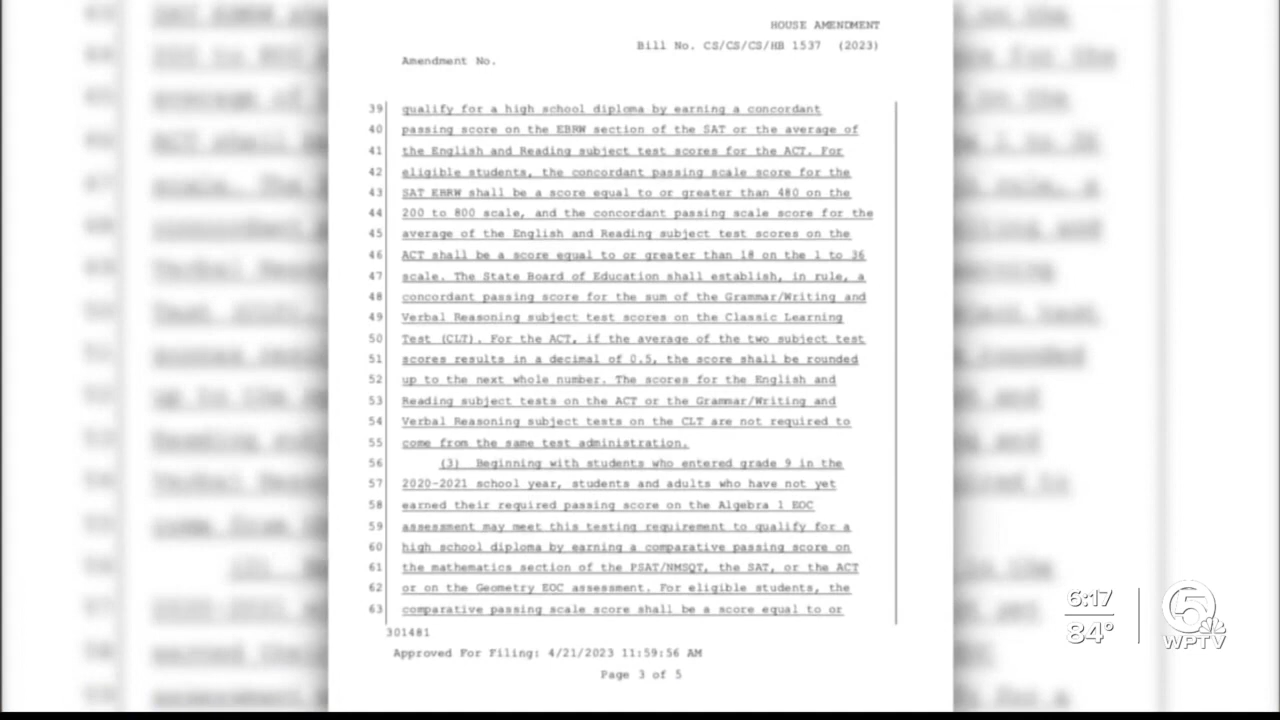 HOUSE AMENDMENT
Bill No. CS/CS/CS/HB 1537 (2023)
Amendment No.
39 qualify for a high school diploma by earning a concordant
40 passing score on the EBRW section of the SAT or the average of
41 the English and Reading subject test scores for the ACT. For
42 eligible students, the concordant passing scale score for the
43 SAT EBRW shall be a score equal to or greater than 480 on the
44 200 to 800 scale, and the concordant passing scale score for the
45 average of the English and Reading subject test scores on the
46 ACT shall be a score equal to or greater than 18 on the 1 to 36
47 scale. The State Board of Education shall establish, in rule, a
48 concordant passing score for the sum of the Grammar/Writing and
49 Verbal Reasoning subject test scores on the Classic Learning
50 Test (CLT). For the ACT, if the average of the two subject test
51 scores results in a decimal of 0.5, the score shall be rounded
52 up to the next whole number. The scores for the English and
53 Reading subject tests on the ACT or the Grammar/Writing and
54 Verbal Reasoning subject tests on the CLT are not required to
55 come from the same test administration.
56 (3) Beginning with students who entered grade 9 in the
57 2020-2021 school year, students and adults who have not yet
58 earned their required passing score on the Algebra 1 EOC
59 assessment may meet this testing requirement to qualify for a
60 high school diploma by earning a comparative passing score on
61 the mathematics section of the PSAT/NMSQT, the SAT, or the ACT
62 or on the Geometry EOC assessment. For eligible students, the
63 comparative passing scale score shall be a score equal to or
301481
Approved For Filing: 4/21/2023 11:59:56 AM
Page 3 of 5
6:17
84°
5
WPTV